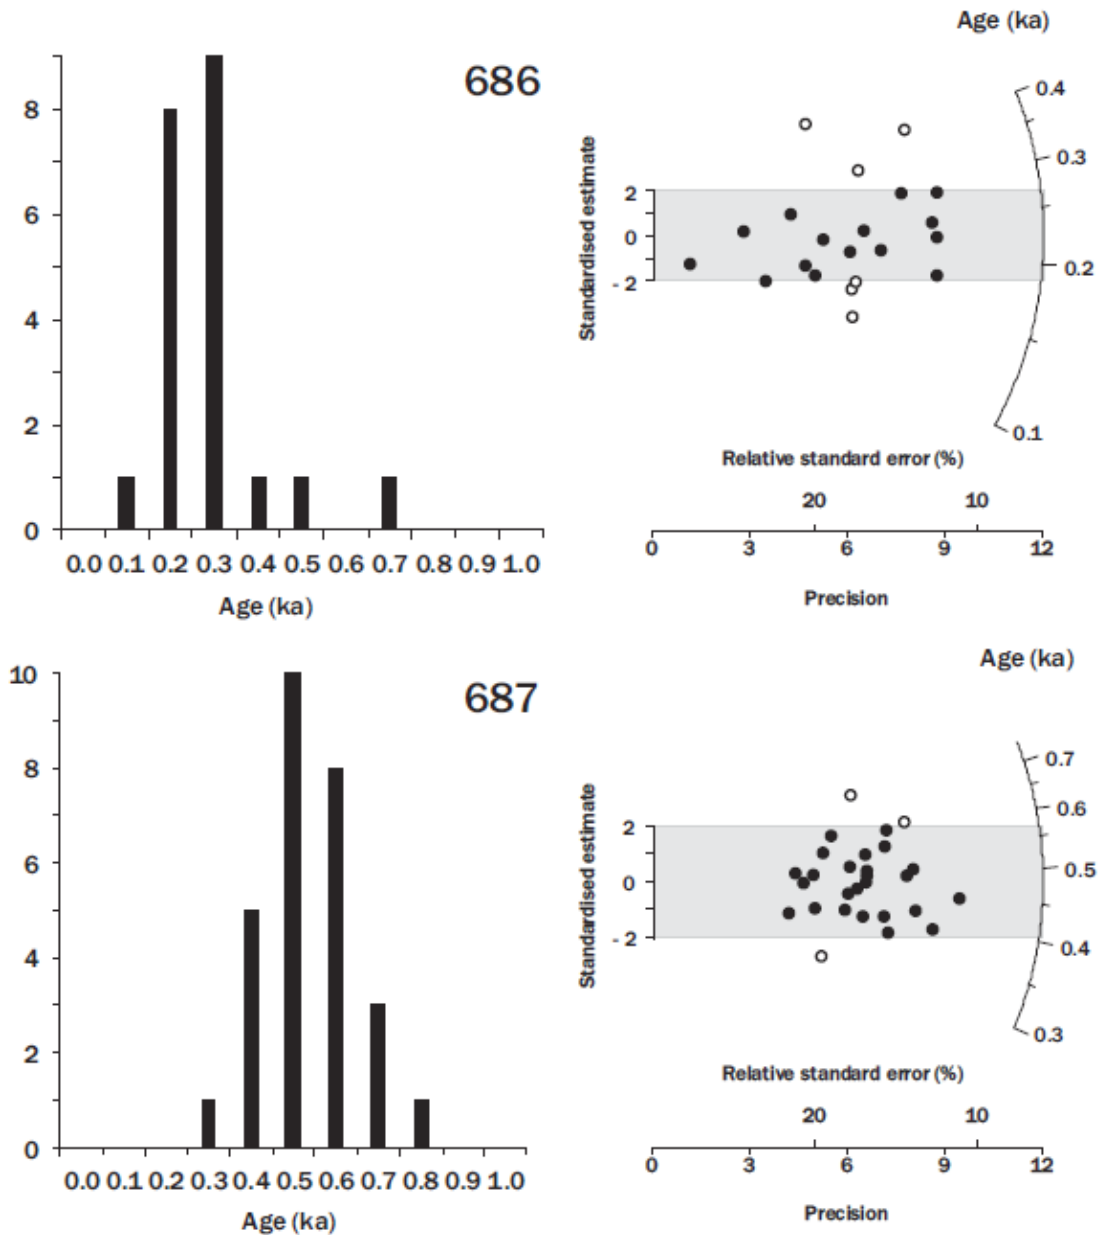 686
8
6
4
2
0
0.0 0.1 0.2 0.3 0.4 0.5 0.6 0.7 0.8 0.9 1.0
Age (ka)
Age (ka)
0.4
0.3
0.2
0.1
Standardised estimate
2
0
- 2
Relative standard error (%)
20 10
0 3 6 9 12
Precision
687
10
8
6
4
2
0
0.0 0.1 0.2 0.3 0.4 0.5 0.6 0.7 0.8 0.9 1.0
Age (ka)
Age (ka)
0.7
0.6
0.5
0.4
0.3
Standardised estimate
2
0
- 2
Relative standard error (%)
20 10
0 3 6 9 12
Precision